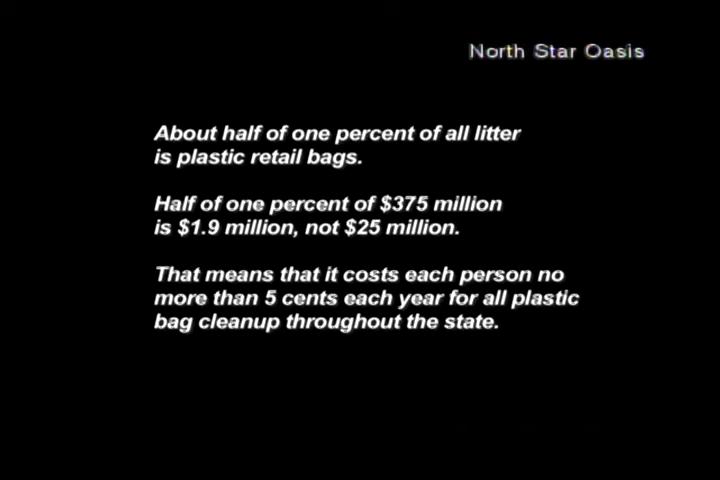 North Star Oasis
About half of one percent of all litter
is plastic retail bags.
Half of one percent of $375 million
is $1.9 million, not $25 million.
That means that it costs each person no
more than 5 cents each year for all plastic
bag cleanup throughout the state.